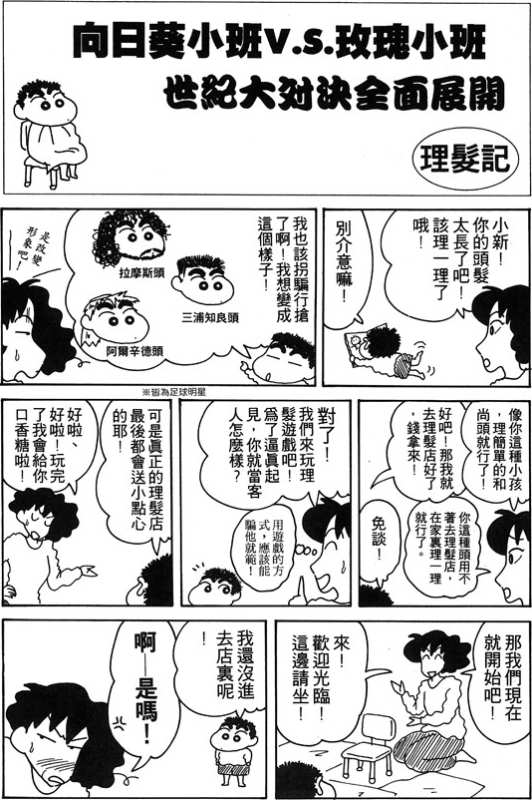 向日葵小班V.S.玫瑰小班
世紀大対決全面展開
理髮記
小新！
你的頭髮
太長了吧！
該理一理了
哦！
別介意嘛！
我也該拐騙行搶
了啊！我想變成
這個樣子！
拉摩斯頭
三浦知良頭
阿爾辛德頭
是改變
形象吧！
※皆為足球明星
像你這種小孩
，理簡單的和
尚頭就行了！
好吧！那我就
去理髮店好了
，錢拿來！
你這種頭用不
著去理髮店，
在家裏理一理
就行了。
免談！
對了！
我們來玩理
髮遊戲吧！
爲了逼眞起
見，你就當客
人怎麼樣？
用遊戲的方
式，應該能
騙他就範！
可是眞正的理髮店
最後都會送小點心
的耶！
好啦、
好啦！玩完
了我會給你
口香糖啦！
那我們現在
就開始吧！
來！
歡迎光臨！
這邊請坐！
我還沒進
去店裏呢
！
啊－是嗎！